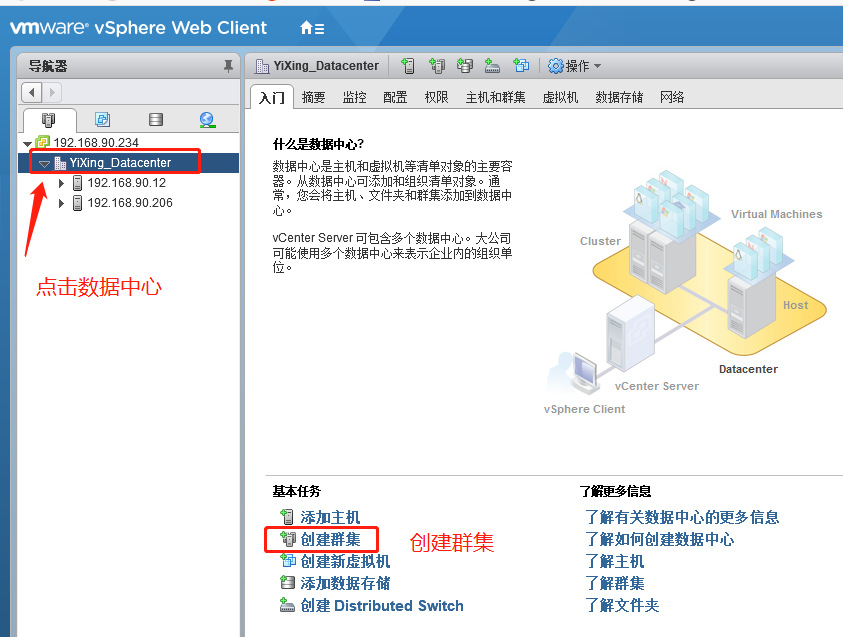 vmware® vSphere Web Client
导航器
192.168.90.234
YiXing_Datacenter
192.168.90.12
192.168.90.206
点击数据中心
YiXing_Datacenter
操作
入门 摘要 监控 配置 权限 主机和群集 虚拟机 数据存储 网络
什么是数据中心?
数据中心是主机和虚拟机等清单对象的主要容
器。从数据中心可添加和组织清单对象。通
常，您会将主机、文件夹和群集添加到数据中
心。
vCenter Server 可包含多个数据中心。大公司
可能使用多个数据中心来表示企业内的组织单
位。
Virtual Machines
Cluster
Host
Datacenter
vCenter Server
vSphere Client
基本任务
添加主机
创建群集
创建群集
创建新虚拟机
添加数据存储
创建 Distributed Switch
了解更多信息
了解有关数据中心的更多信息
了解如何创建数据中心
了解主机
了解群集
了解文件夹